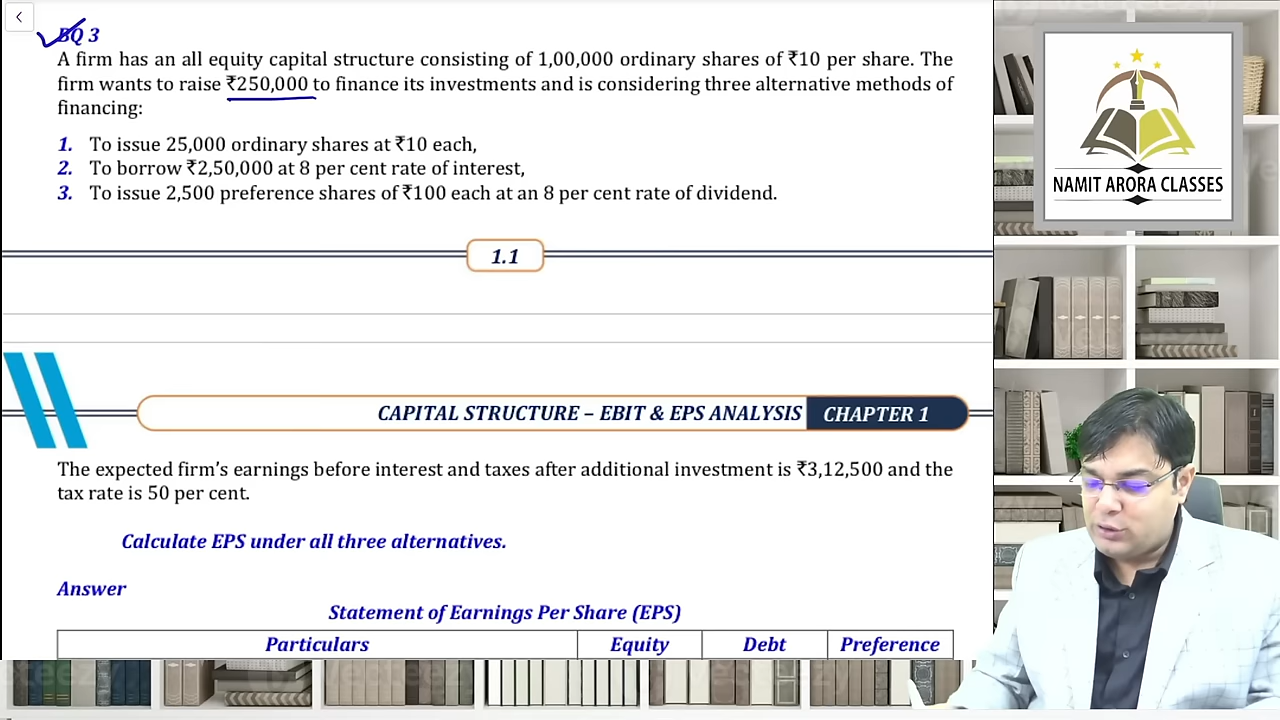 BQ 3
A firm has an all equity capital structure consisting of 1,00,000 ordinary shares of ₹10 per share. The
firm wants to raise ₹250,000 to finance its investments and is considering three alternative methods of
financing:
1. To issue 25,000 ordinary shares at ₹10 each,
2. To borrow ₹2,50,000 at 8 per cent rate of interest,
3. To issue 2,500 preference shares of ₹100 each at an 8 per cent rate of dividend.
1.1
CAPITAL STRUCTURE – EBIT & EPS ANALYSIS CHAPTER 1
The expected firm's earnings before interest and taxes after additional investment is ₹3,12,500 and the
tax rate is 50 per cent.
Calculate EPS under all three alternatives.
Answer
Statement of Earnings Per Share (EPS)
Particulars Equity Debt Preference
NAMIT ARORA CLASSES